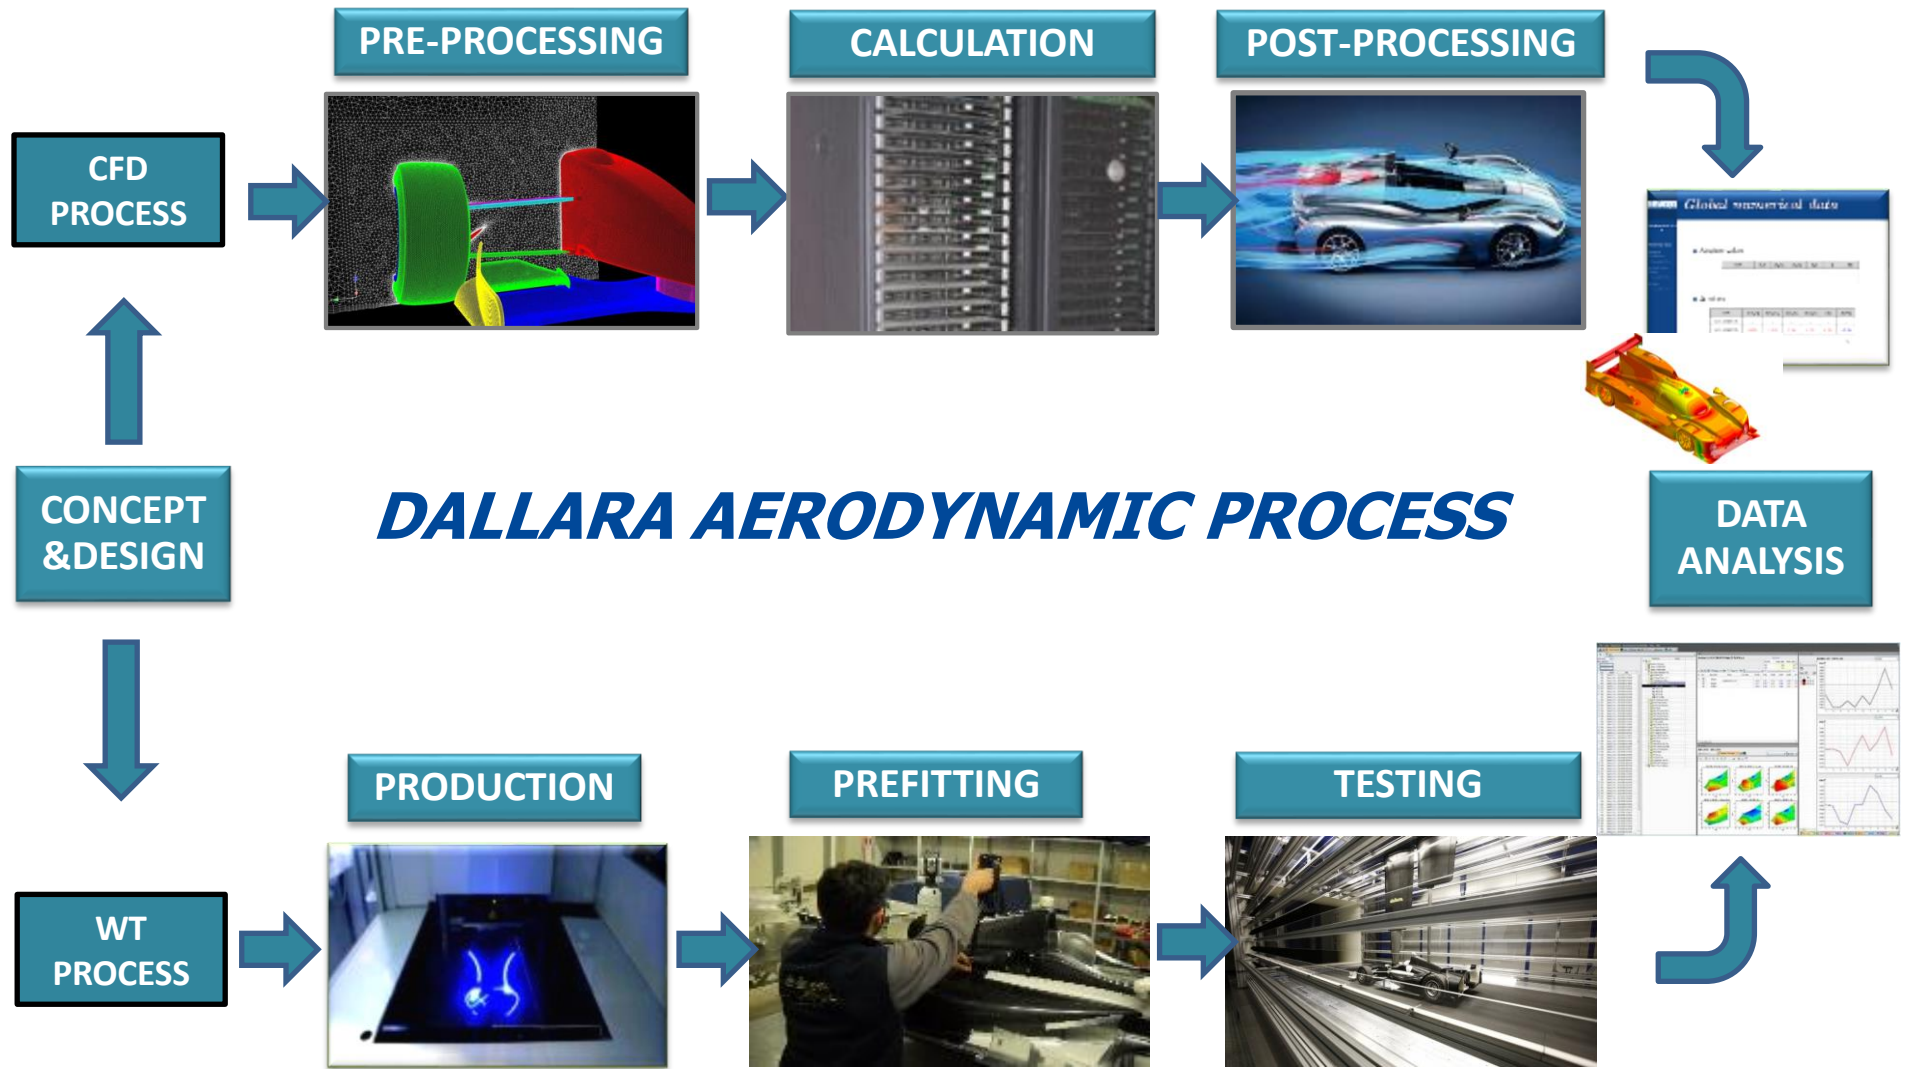 PRE-PROCESSING
CALCULATION
POST-PROCESSING
CFD
PROCESS
Global numerical data
CONCEPT
&DESIGN
DALLARA AERODYNAMIC PROCESS
DATA
ANALYSIS
PRODUCTION
PREFITTING
TESTING
WT
PROCESS